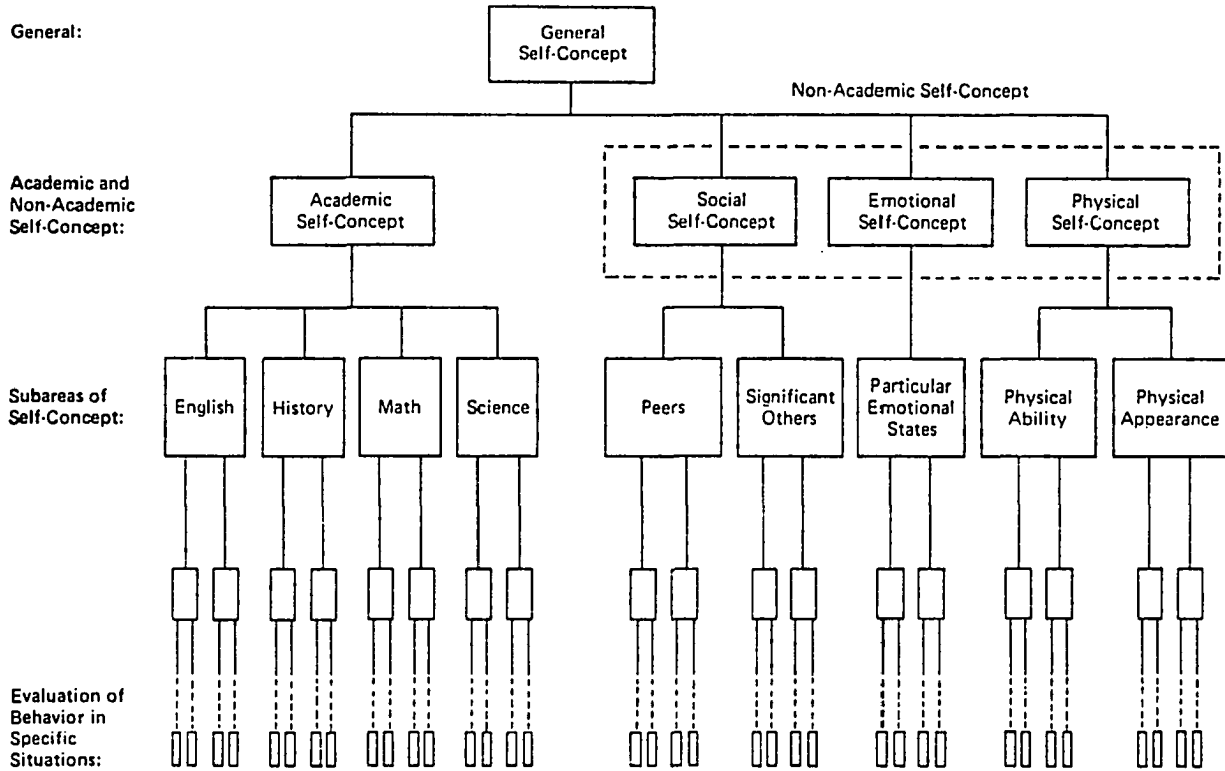 General:
General
Self-Concept
Non-Academic Self-Concept
Academic and
Non-Academic
Self-Concept:
Academic
Self-Concept
Social
Self-Concept
Emotional
Self-Concept
Physical
Self-Concept
Subareas of
Self-Concept:
English
History
Math
Science
Peers
Significant
Others
Particular
Emotional
States
Physical
Ability
Physical
Appearance
Evaluation of
Behavior in
Specific
Situations: